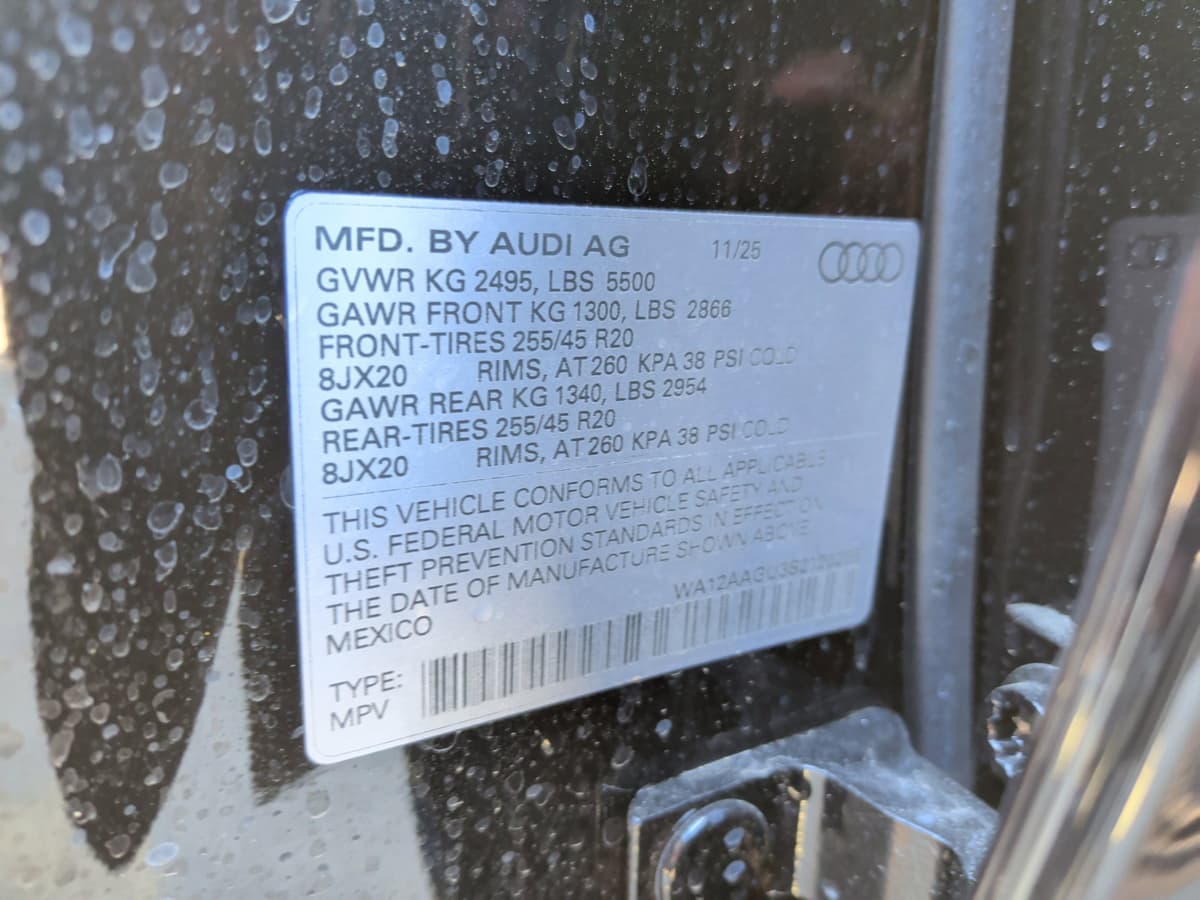 MFD. BY AUDI AG 11/25
GVWR KG 2495, LBS 5500
GAWR FRONT KG 1300, LBS 2866
FRONT-TIRES 255/45 R20
8JX20 RIMS, AT 260 KPA 38 PSI COLD
GAWR REAR KG 1340, LBS 2954
REAR-TIRES 255/45 R20
8JX20 RIMS, AT 260 KPA 38 PSI COLD
THIS VEHICLE CONFORMS TO ALL APPLICABLE
U.S. FEDERAL MOTOR VEHICLE SAFETY AND
THEFT PREVENTION STANDARDS IN EFFECT ON
THE DATE OF MANUFACTURE SHOWN ABOVE
MEXICO
TYPE:
MPV